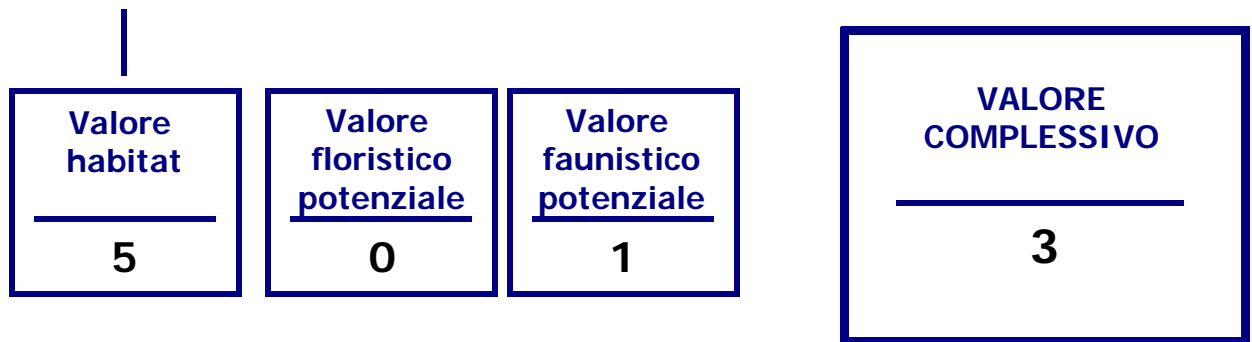 Valore
habitat
5
Valore
floristico
potenziale
0
Valore
faunistico
potenziale
1
VALORE
COMPLESSIVO
3